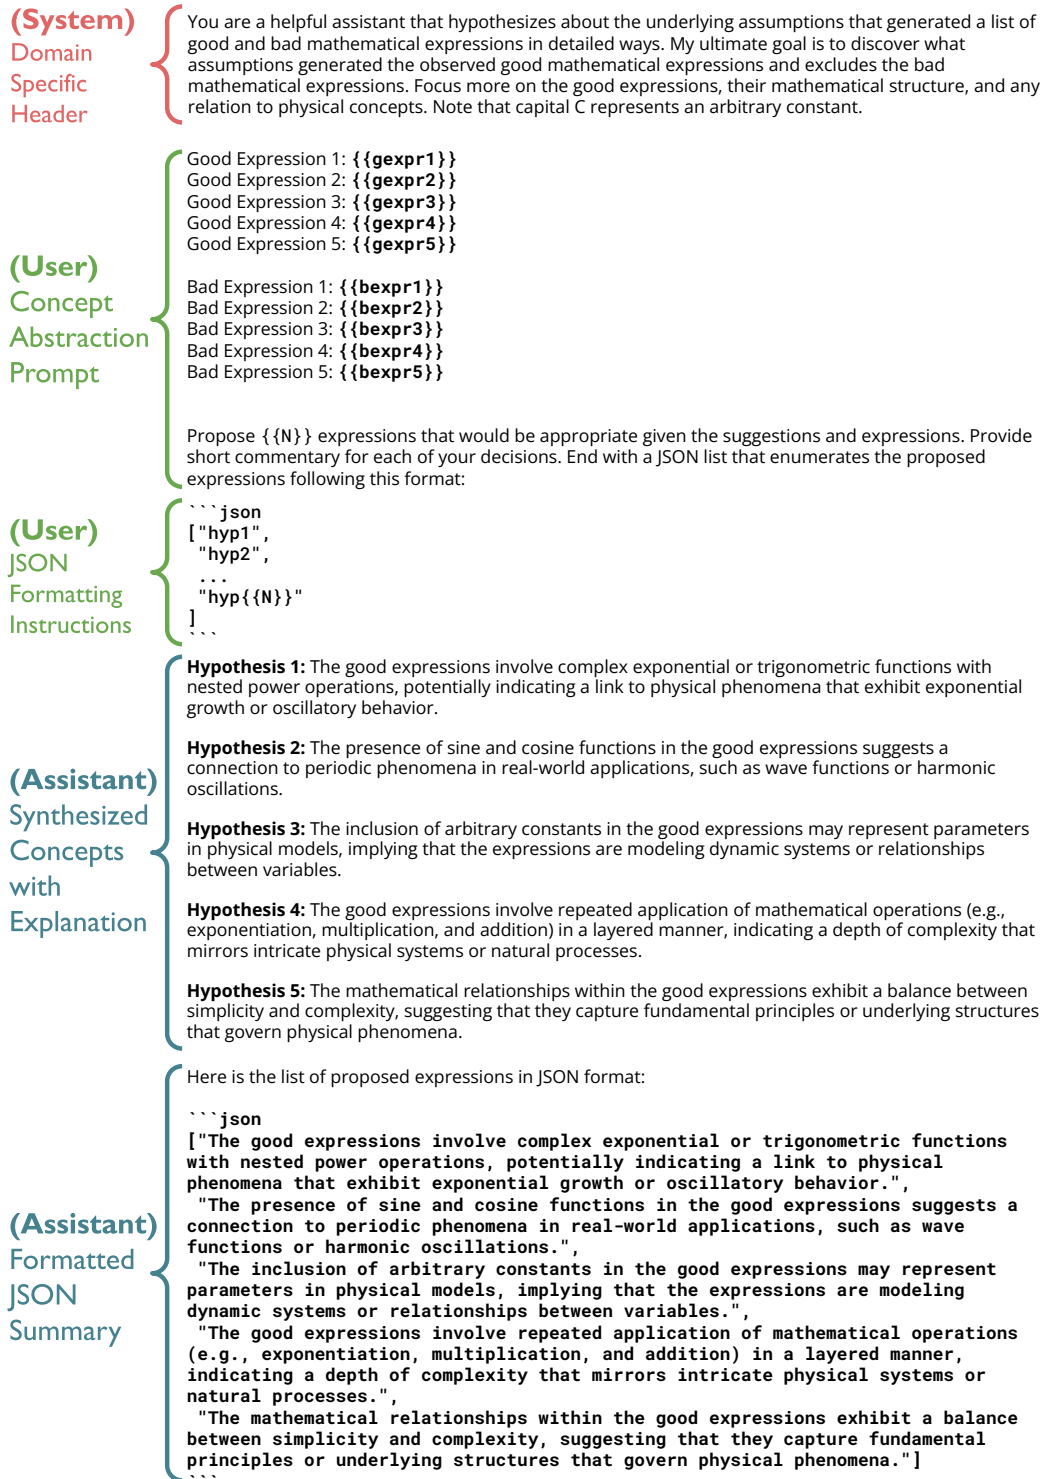 (System)
Domain
Specific
Header
You are a helpful assistant that hypothesizes about the underlying assumptions that generated a list of
good and bad mathematical expressions in detailed ways. My ultimate goal is to discover what
assumptions generated the observed good mathematical expressions and excludes the bad
mathematical expressions. Focus more on the good expressions, their mathematical structure, and any
relation to physical concepts. Note that capital C represents an arbitrary constant.
(User)
Concept
Abstraction
Prompt
Good Expression 1: {{gexpr1}}
Good Expression 2: {{gexpr2}}
Good Expression 3: {{gexpr3}}
Good Expression 4: {{gexpr4}}
Good Expression 5: {{gexpr5}}
Bad Expression 1: {{bexpr1}}
Bad Expression 2: {{bexpr2}}
Bad Expression 3: {{bexpr3}}
Bad Expression 4: {{bexpr4}}
Bad Expression 5: {{bexpr5}}
Propose {{N}} expressions that would be appropriate given the suggestions and expressions. Provide
short commentary for each of your decisions. End with a JSON list that enumerates the proposed
expressions following this format:
(User)
JSON
Formatting
Instructions
```json
["hyp1",
"hyp2",
...
"hyp{{N}}"
]
```
(Assistant)
Synthesized
Concepts
with
Explanation
Hypothesis 1: The good expressions involve complex exponential or trigonometric functions with
nested power operations, potentially indicating a link to physical phenomena that exhibit exponential
growth or oscillatory behavior.
Hypothesis 2: The presence of sine and cosine functions in the good expressions suggests a
connection to periodic phenomena in real-world applications, such as wave functions or harmonic
oscillations.
Hypothesis 3: The inclusion of arbitrary constants in the good expressions may represent parameters
in physical models, implying that the expressions are modeling dynamic systems or relationships
between variables.
Hypothesis 4: The good expressions involve repeated application of mathematical operations (e.g.,
exponentiation, multiplication, and addition) in a layered manner, indicating a depth of complexity that
mirrors intricate physical systems or natural processes.
Hypothesis 5: The mathematical relationships within the good expressions exhibit a balance between
simplicity and complexity, suggesting that they capture fundamental principles or underlying structures
that govern physical phenomena.
(Assistant)
Formatted
JSON
Summary
Here is the list of proposed expressions in JSON format:
```json
["The good expressions involve complex exponential or trigonometric functions
with nested power operations, potentially indicating a link to physical
phenomena that exhibit exponential growth or oscillatory behavior.",
"The presence of sine and cosine functions in the good expressions suggests a
connection to periodic phenomena in real-world applications, such as wave
functions or harmonic oscillations.",
"The inclusion of arbitrary constants in the good expressions may represent
parameters in physical models, implying that the expressions are modeling
dynamic systems or relationships between variables.",
"The good expressions involve repeated application of mathematical operations
(e.g., exponentiation, multiplication, and addition) in a layered manner,
indicating a depth of complexity that mirrors intricate physical systems or
natural processes.",
"The mathematical relationships within the good expressions exhibit a balance
between simplicity and complexity, suggesting that they capture fundamental
principles or underlying structures that govern physical phenomena."]
```